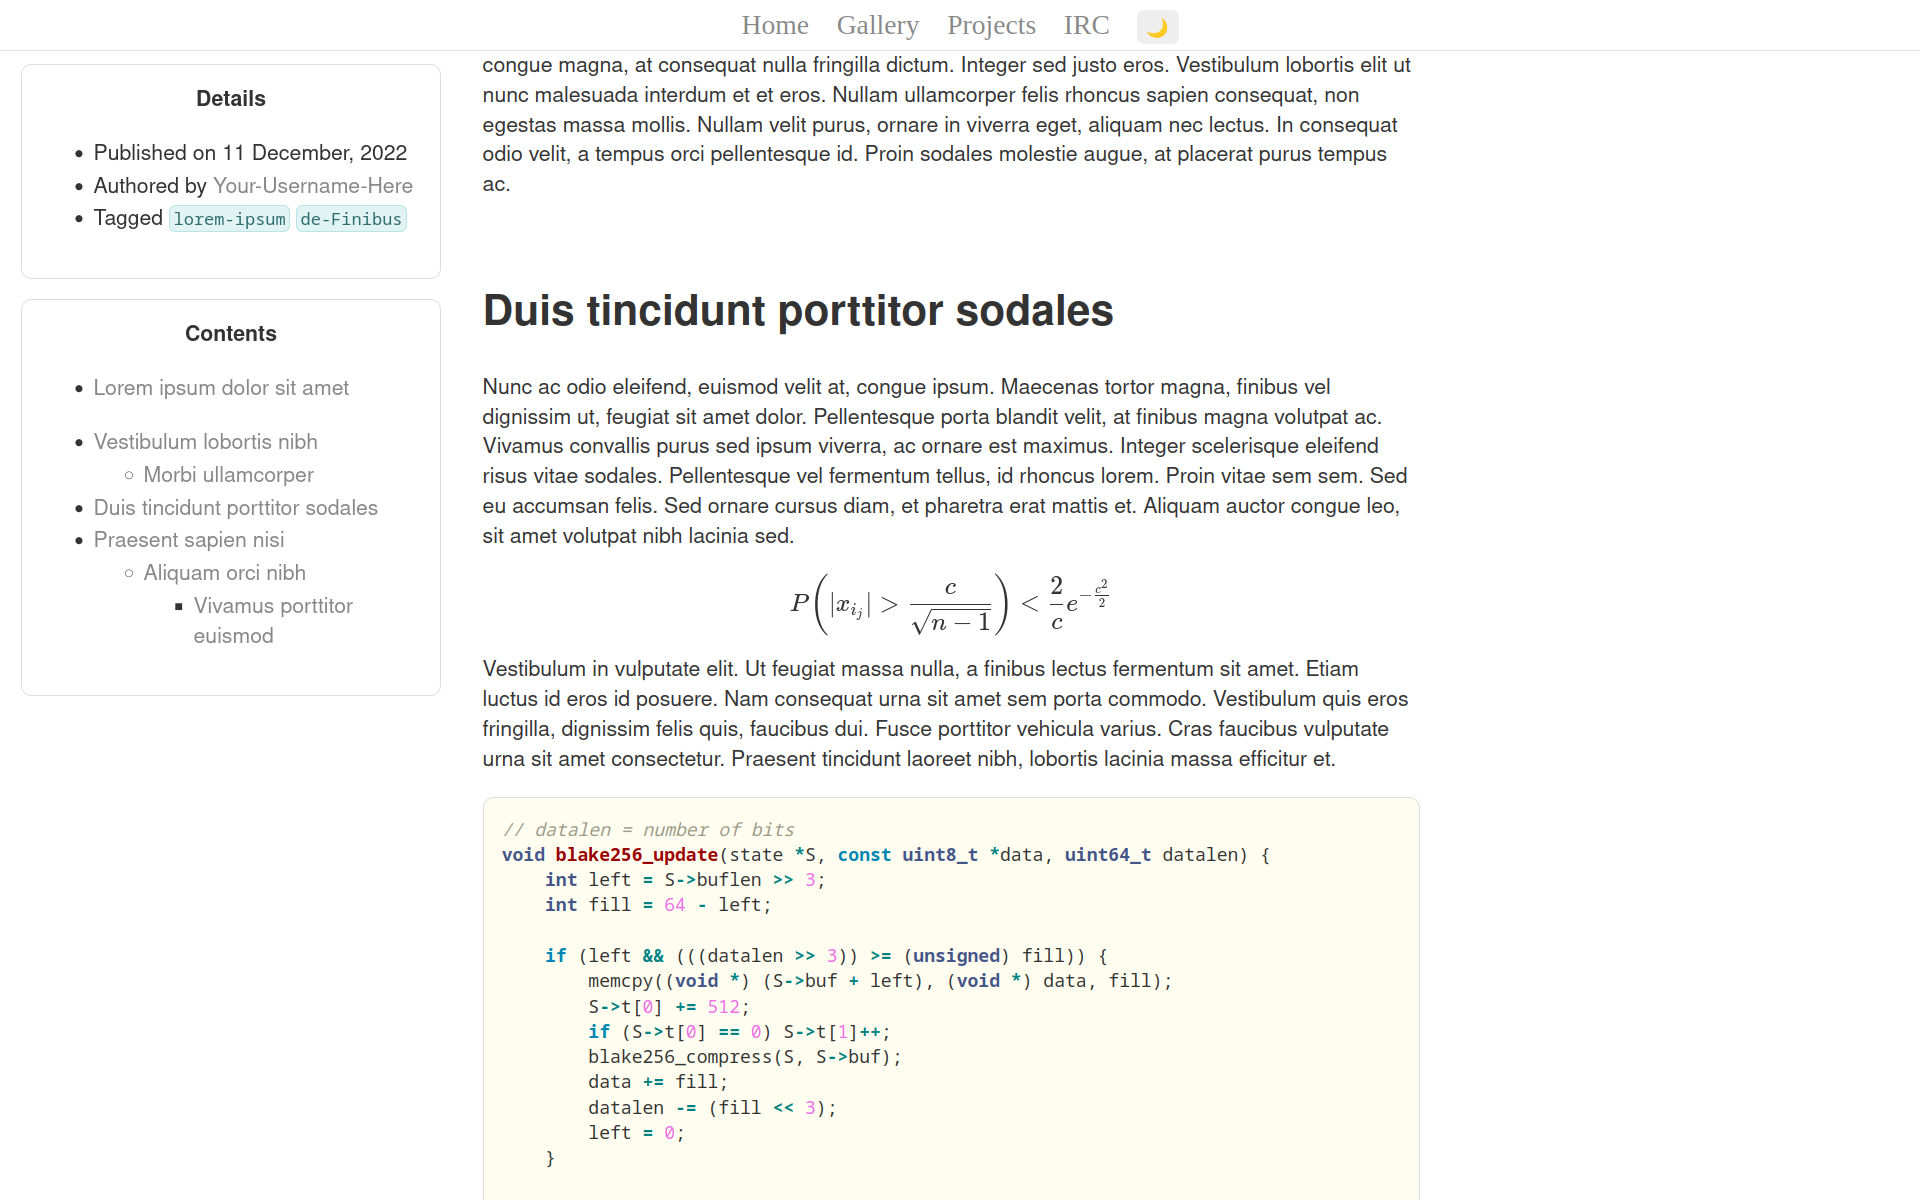 Home Gallery Projects IRC 🌙
Details
• Published on 11 December, 2022
• Authored by Your-Username-Here
• Tagged lorem-ipsum de-Finibus
Contents
• Lorem ipsum dolor sit amet
• Vestibulum lobortis nibh
○ Morbi ullamcorper
• Duis tincidunt porttitor sodales
• Praesent sapien nisi
○ Aliquam orci nibh
▪ Vivamus porttitor
euismod
congue magna, at consequat nulla fringilla dictum. Integer sed justo eros. Vestibulum lobortis elit ut
nunc malesuada interdum et et eros. Nullam ullamcorper felis rhoncus sapien consequat, non
egestas massa mollis. Nullam velit purus, ornare in viverra eget, aliquam nec lectus. In consequat
odio velit, a tempus orci pellentesque id. Proin sodales molestie augue, at placerat purus tempus
ac.
Duis tincidunt porttitor sodales
Nunc ac odio eleifend, euismod velit at, congue ipsum. Maecenas tortor magna, finibus vel
dignissim ut, feugiat sit amet dolor. Pellentesque porta blandit velit, at finibus magna volutpat ac.
Vivamus convallis purus sed ipsum viverra, ac ornare est maximus. Integer scelerisque eleifend
risus vitae sodales. Pellentesque vel fermentum tellus, id rhoncus lorem. Proin vitae sem sem. Sed
eu accumsan felis. Sed ornare cursus diam, et pharetra erat mattis et. Aliquam auctor congue leo,
sit amet volutpat nibh lacinia sed.
P\left(|x_{i_j}| > \frac{c}{\sqrt{n-1}}\right) < \frac{2}{c}e^{-\frac{c^2}{2}}
Vestibulum in vulputate elit. Ut feugiat massa nulla, a finibus lectus fermentum sit amet. Etiam
luctus id eros id posuere. Nam consequat urna sit amet sem porta commodo. Vestibulum quis eros
fringilla, dignissim felis quis, faucibus dui. Fusce porttitor vehicula varius. Cras faucibus vulputate
urna sit amet consectetur. Praesent tincidunt laoreet nibh, lobortis lacinia massa efficitur et.
// datalen = number of bits
void blake256_update(state *S, const uint8_t *data, uint64_t datalen) {
    int left = S->buflen >> 3;
    int fill = 64 - left;

    if (left && (((datalen >> 3)) >= (unsigned) fill)) {
        memcpy((void *) (S->buf + left), (void *) data, fill);
        S->t[0] += 512;
        if (S->t[0] == 0) S->t[1]++;
        blake256_compress(S, S->buf);
        data += fill;
        datalen -= (fill << 3);
        left = 0;
    }